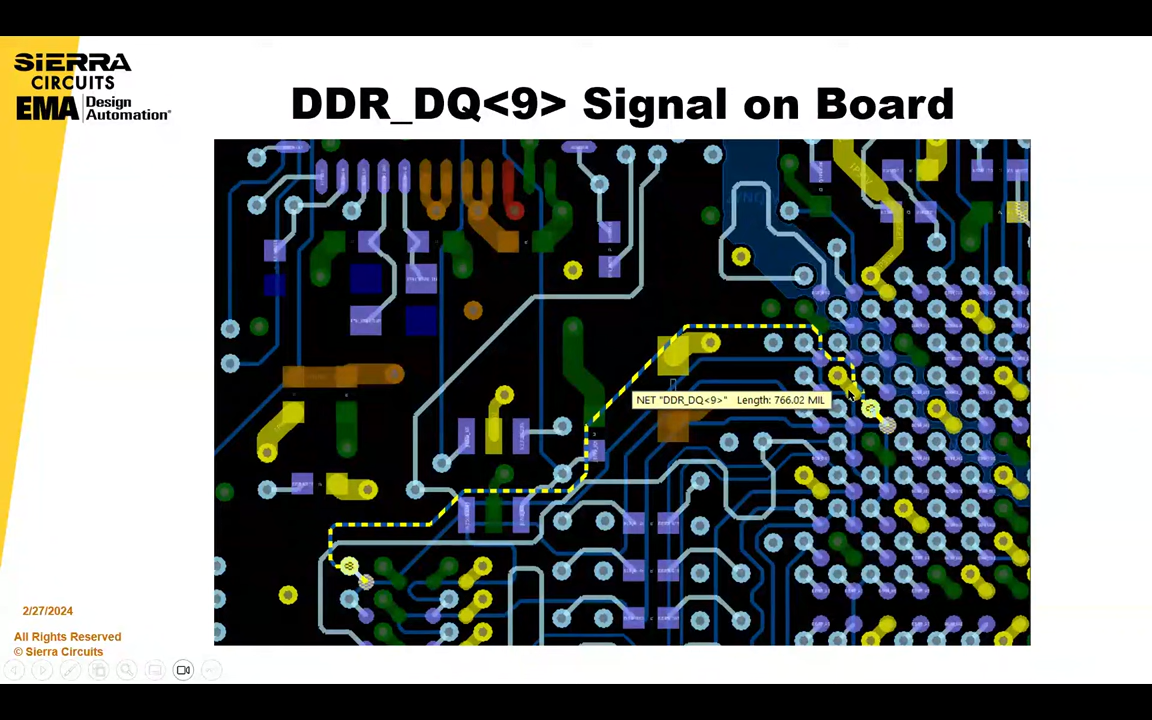 SIERRA
CIRCUITS
EMA Design
Automation®
DDR_DQ<9> Signal on Board
NET "DDR_DQ<9>" Length: 766.02 MIL
2/27/2024
All Rights Reserved
© Sierra Circuits